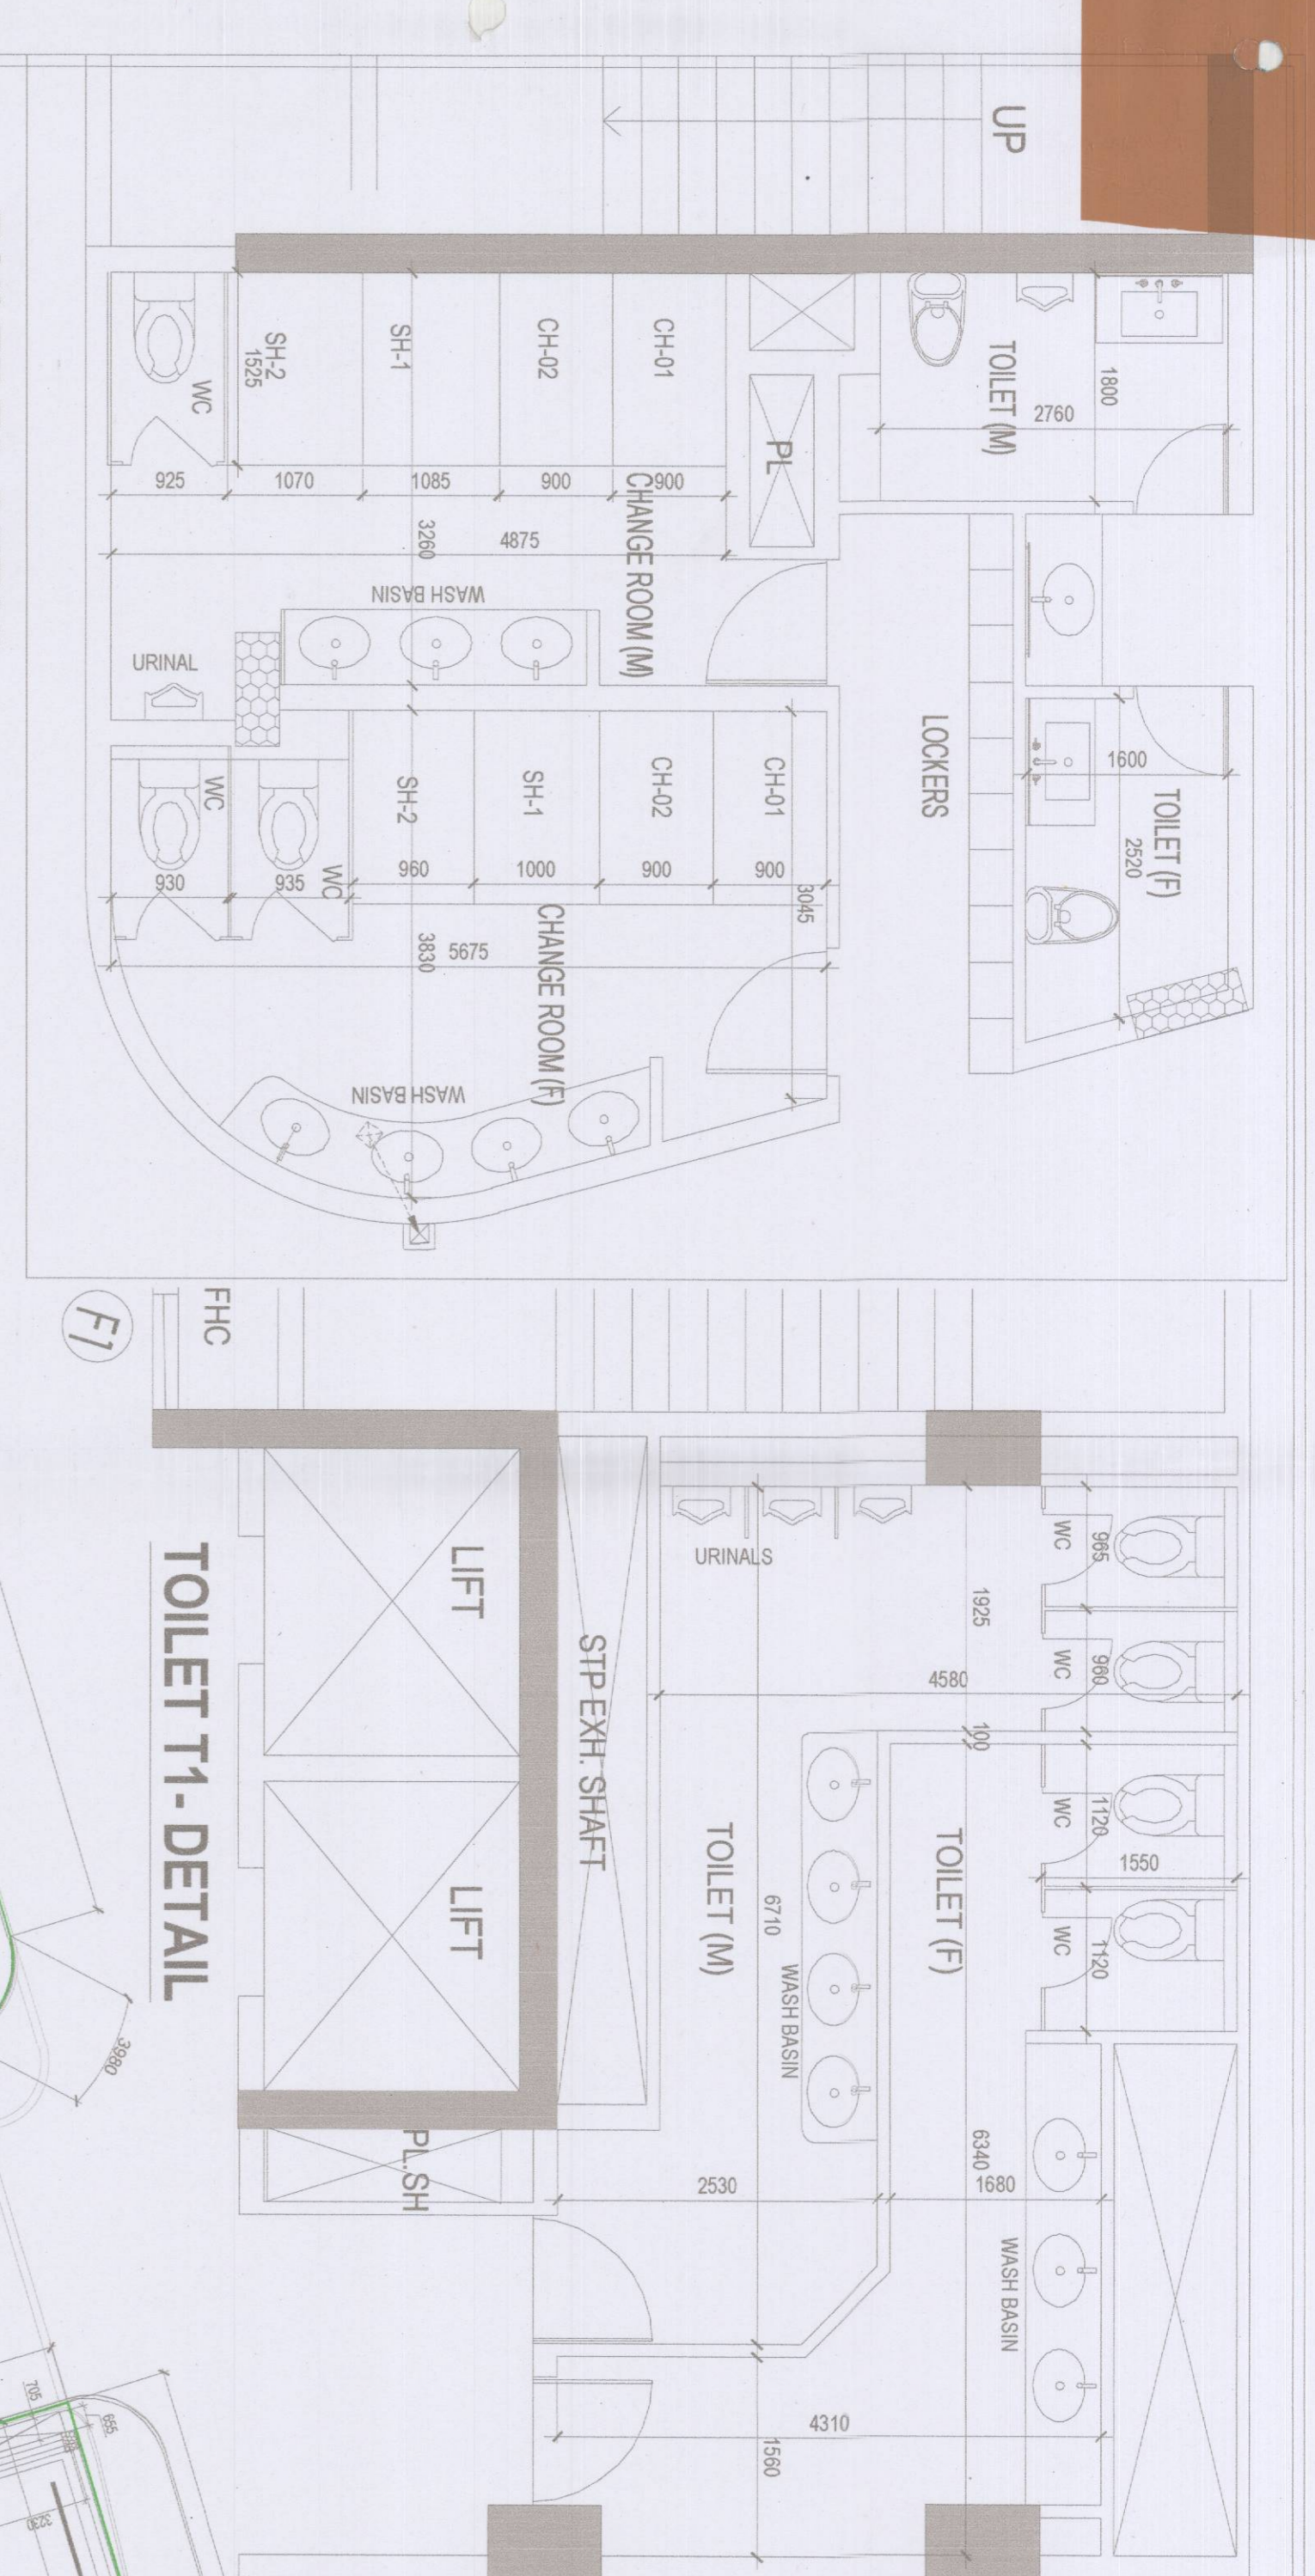 UP
TOILET (M)
1800
2760
CH-01
CH-02
SH-1
SH-2
1525
WC
PL
925
1070
1085
900
900
CHANGE ROOM (M)
3260
4875
WASH BASIN
URINAL
LOCKERS
1600
TOILET (F)
2520
CH-01
CH-02
SH-1
SH-2
WC
WC
930
935
960
1000
900
900
3045
CHANGE ROOM (F)
3830
5675
WASH BASIN
FHC
F1
LIFT
LIFT
STP EXH. SHAFT
URINALS
WC
965
WC
960
1925
4580
100
WC
1120
1550
WC
1120
TOILET (M)
TOILET (F)
6710
WASH BASIN
TOILET T1- DETAIL
3980
PL.SH
2530
6340
1680
WASH BASIN
4310
1560
705
655
3230